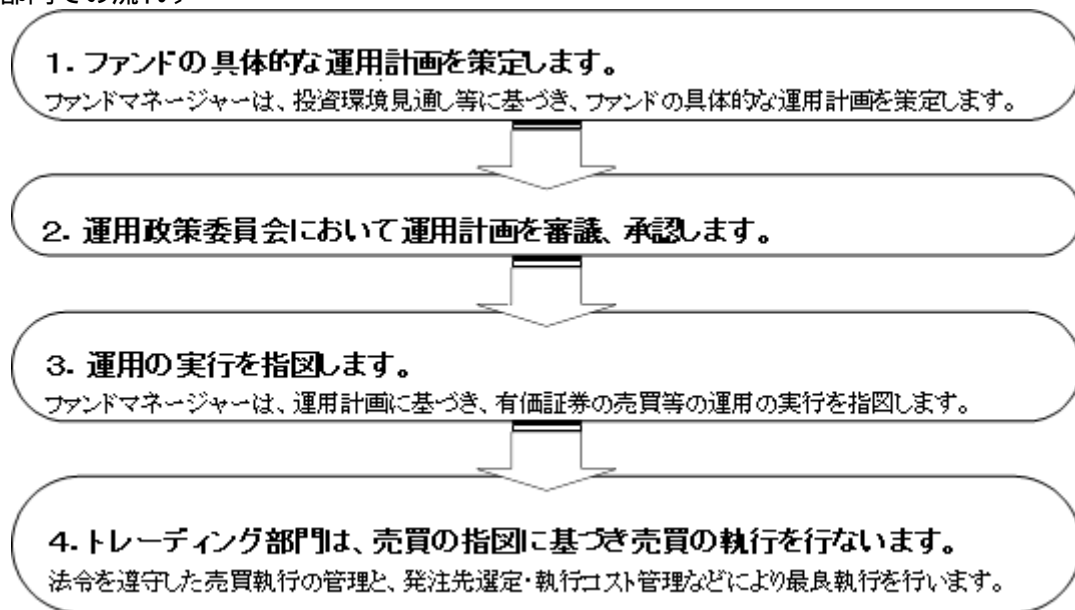 1．ファンドの具体的な運用計画を策定します。
ファンドマネージャーは、投資環境見通し等に基づき、ファンドの具体的な運用計画を策定します。
2．運用政策委員会において運用計画を審議、承認します。
3．運用の実行を指図します。
ファンドマネージャーは、運用計画に基づき、有価証券の売買等の運用の実行を指図します。
4．トレーディング部門は、売買の指図に基づき売買の執行を行ないます。
法令を遵守した売買執行の管理と、発注先選定・執行コスト管理などにより最良執行を行います。